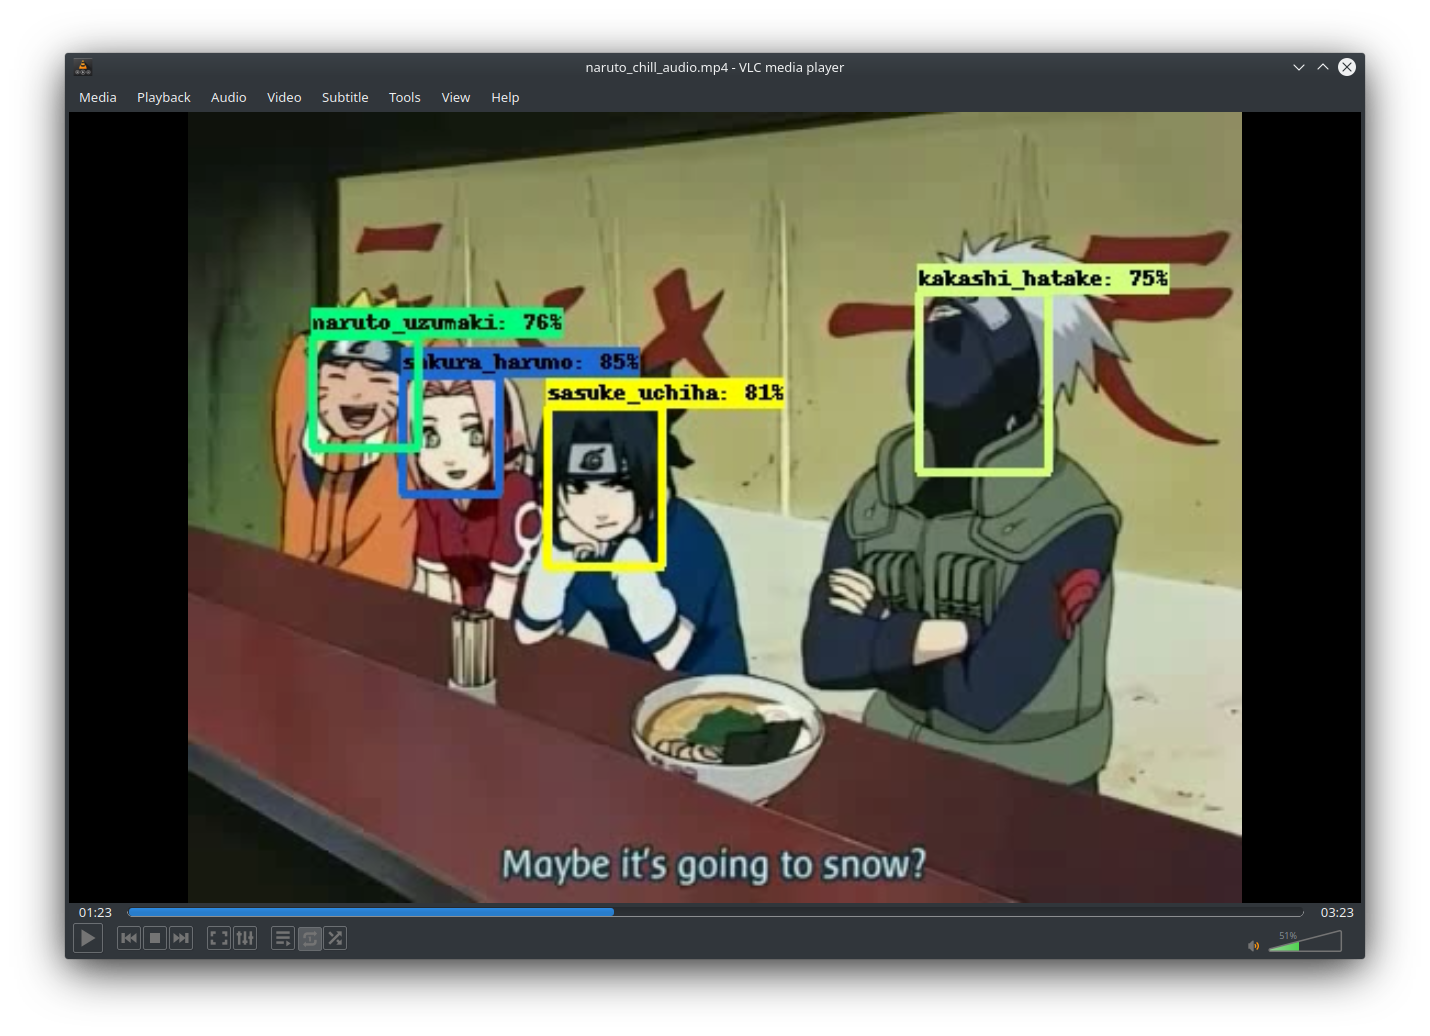 naruto_chill_audio.mp4 - VLC media player
Media Playback Audio Video Subtitle Tools View Help
kakashi_hatake: 75%
naruto_uzumaki: 76%
sakura_haruno: 85%
sasuke_uchiha: 81%
Maybe it's going to snow?
01:23 03:23
51%